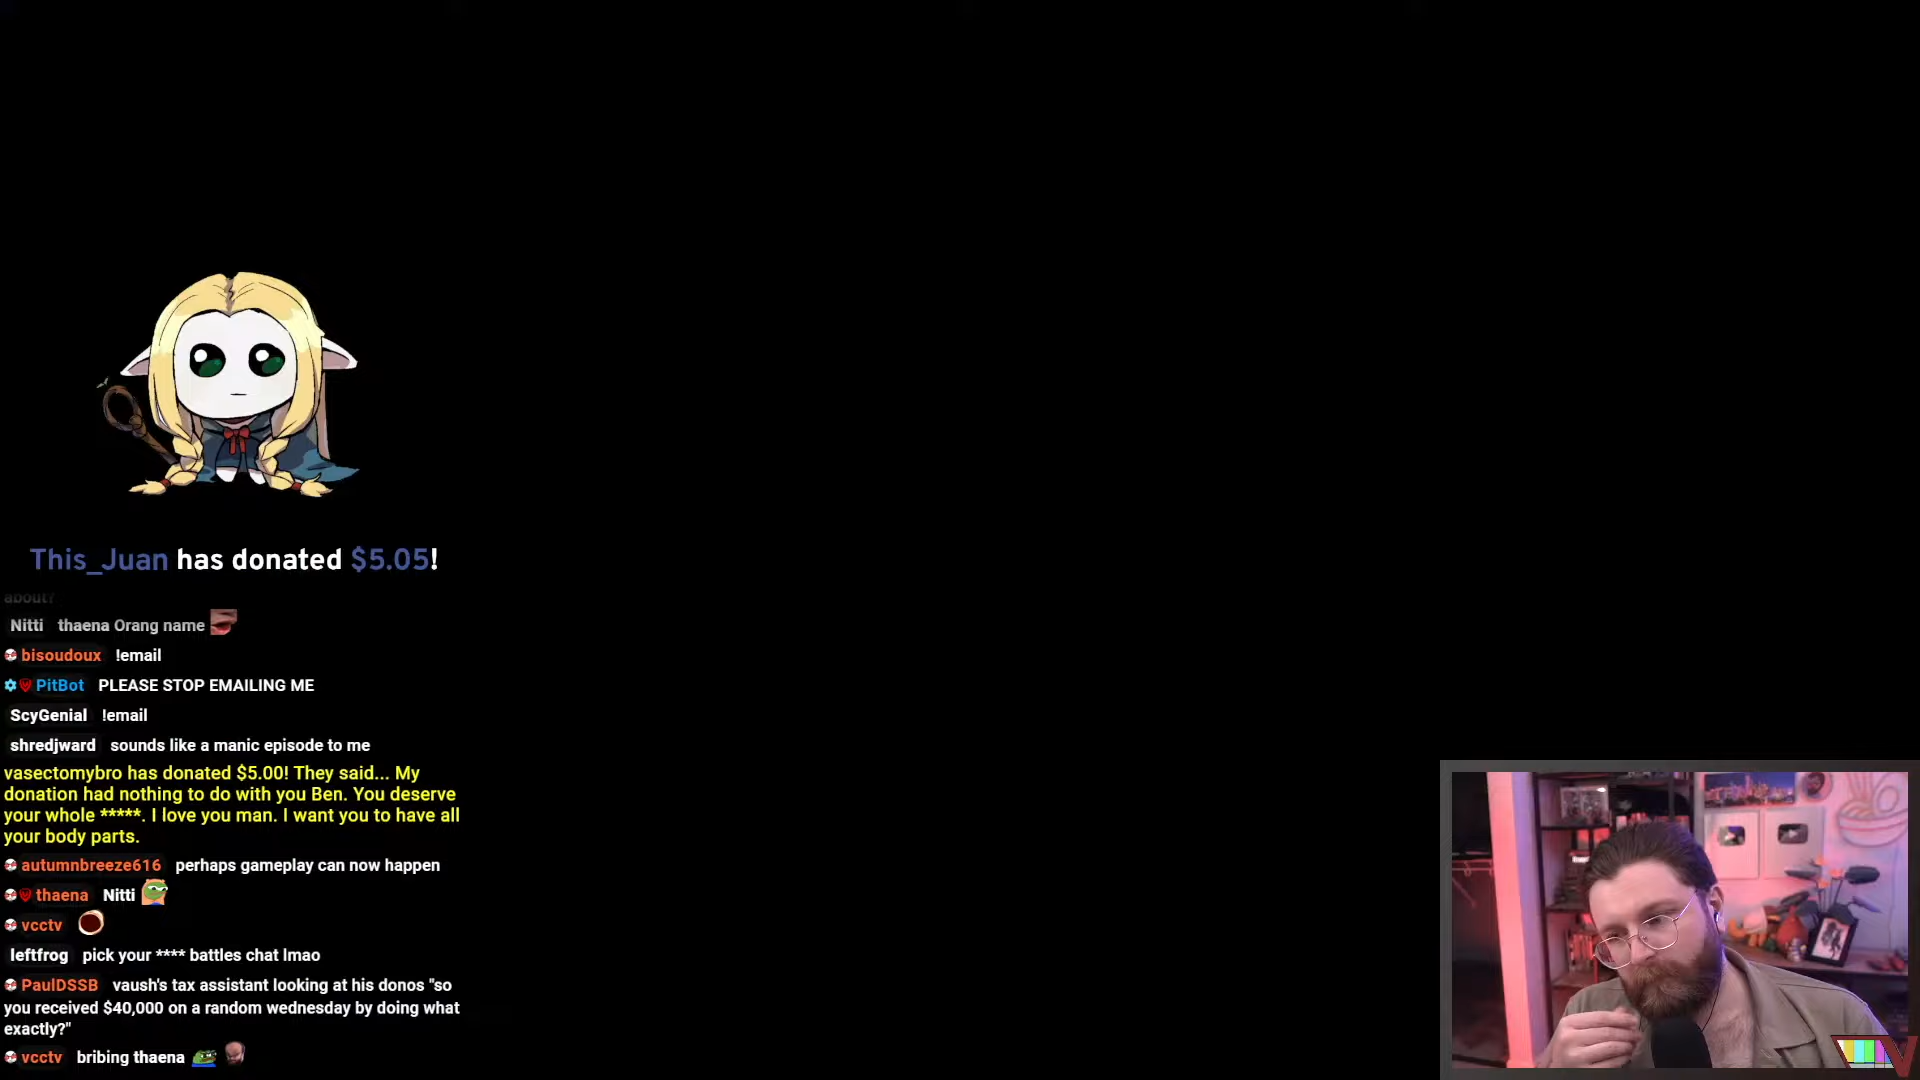 This_Juan has donated $5.05!
about?
Nitti thaena Orang name
bisoudoux !email
PitBot PLEASE STOP EMAILING ME
ScyGenial !email
shredjward sounds like a manic episode to me
vasectomybro has donated $5.00! They said... My
donation had nothing to do with you Ben. You deserve
your whole *****. I love you man. I want you to have all
your body parts.
autumnbreeze616 perhaps gameplay can now happen
thaena Nitti
vcctv
leftfrog pick your **** battles chat lmao
PaulDSSB vaush's tax assistant looking at his donos "so
you received $40,000 on a random wednesday by doing what
exactly?"
vcctv bribing thaena